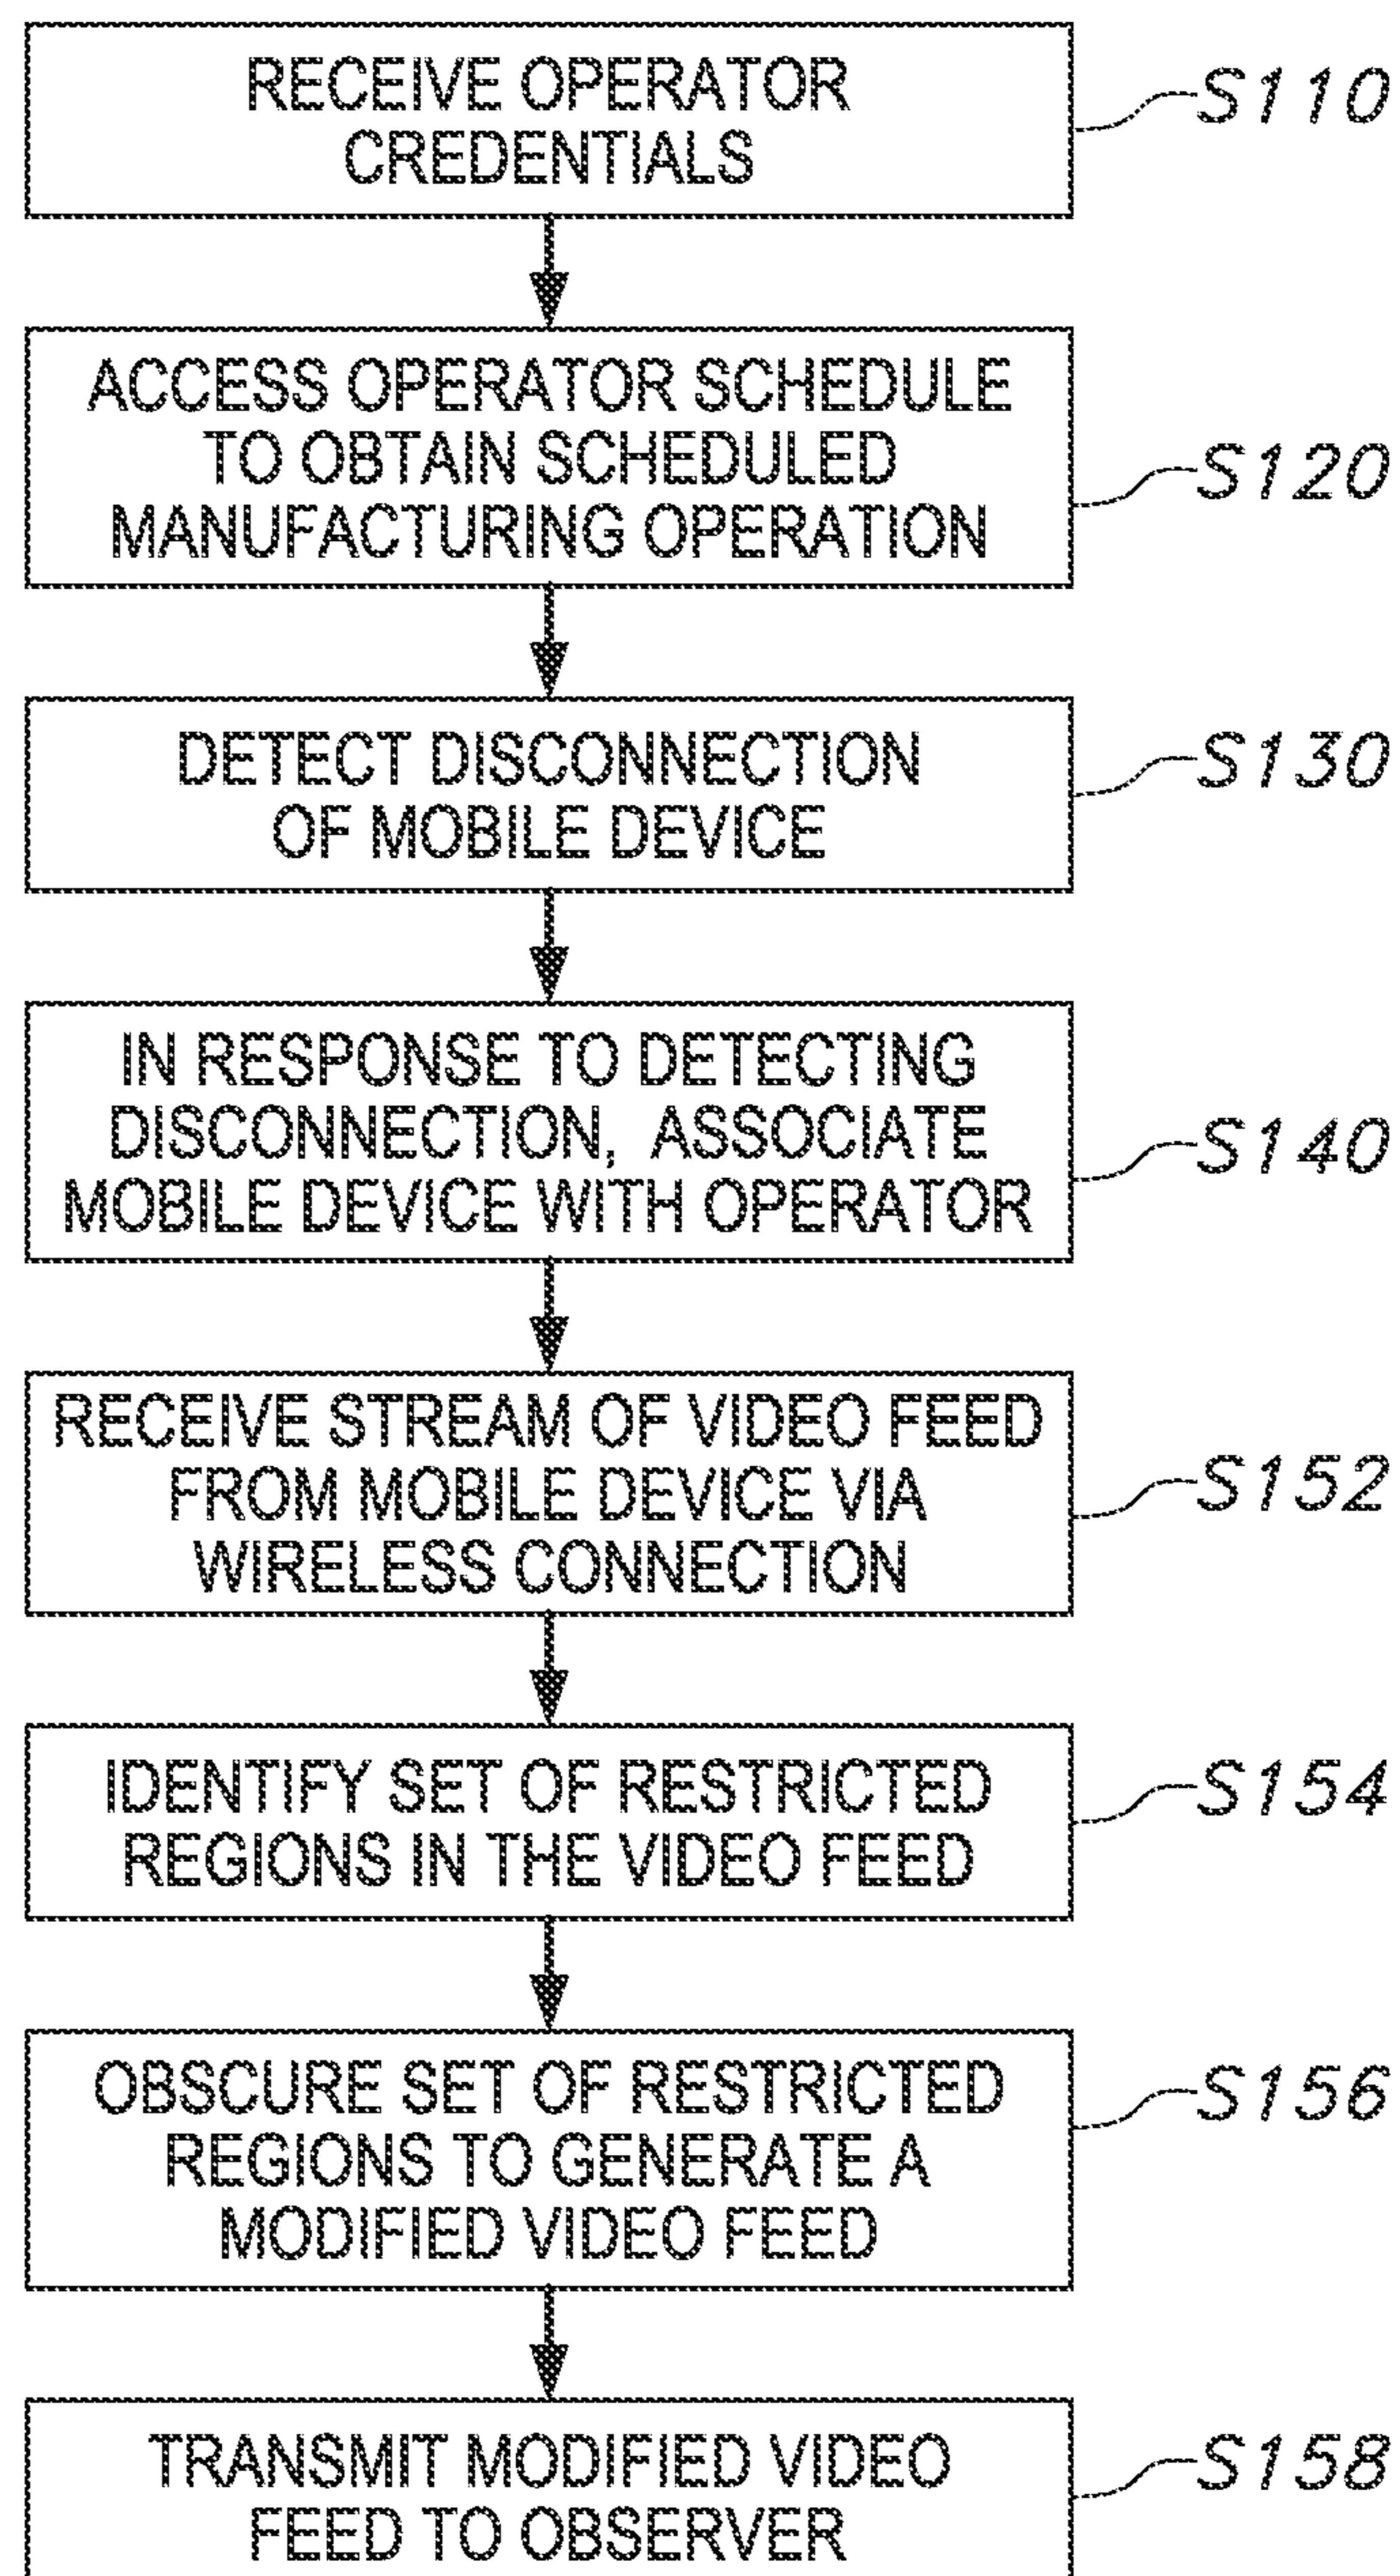 RECEIVE OPERATOR
CREDENTIALS
S110
ACCESS OPERATOR SCHEDULE
TO OBTAIN SCHEDULED
MANUFACTURING OPERATION
S120
DETECT DISCONNECTION
OF MOBILE DEVICE
S130
IN RESPONSE TO DETECTING
DISCONNECTION, ASSOCIATE
MOBILE DEVICE WITH OPERATOR
S140
RECEIVE STREAM OF VIDEO FEED
FROM MOBILE DEVICE VIA
WIRELESS CONNECTION
S152
IDENTIFY SET OF RESTRICTED
REGIONS IN THE VIDEO FEED
S154
OBSCURE SET OF RESTRICTED
REGIONS TO GENERATE A
MODIFIED VIDEO FEED
S156
TRANSMIT MODIFIED VIDEO
FEED TO OBSERVER
S158